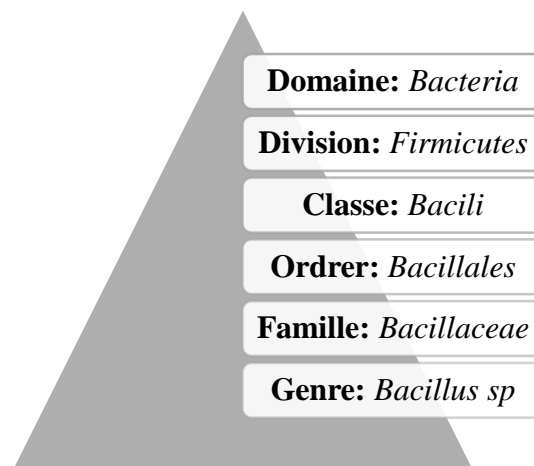 Domaine: Bacteria
Division: Firmicutes
Classe: Bacili
Ordrer: Bacillales
Famille: Bacillaceae
Genre: Bacillus sp